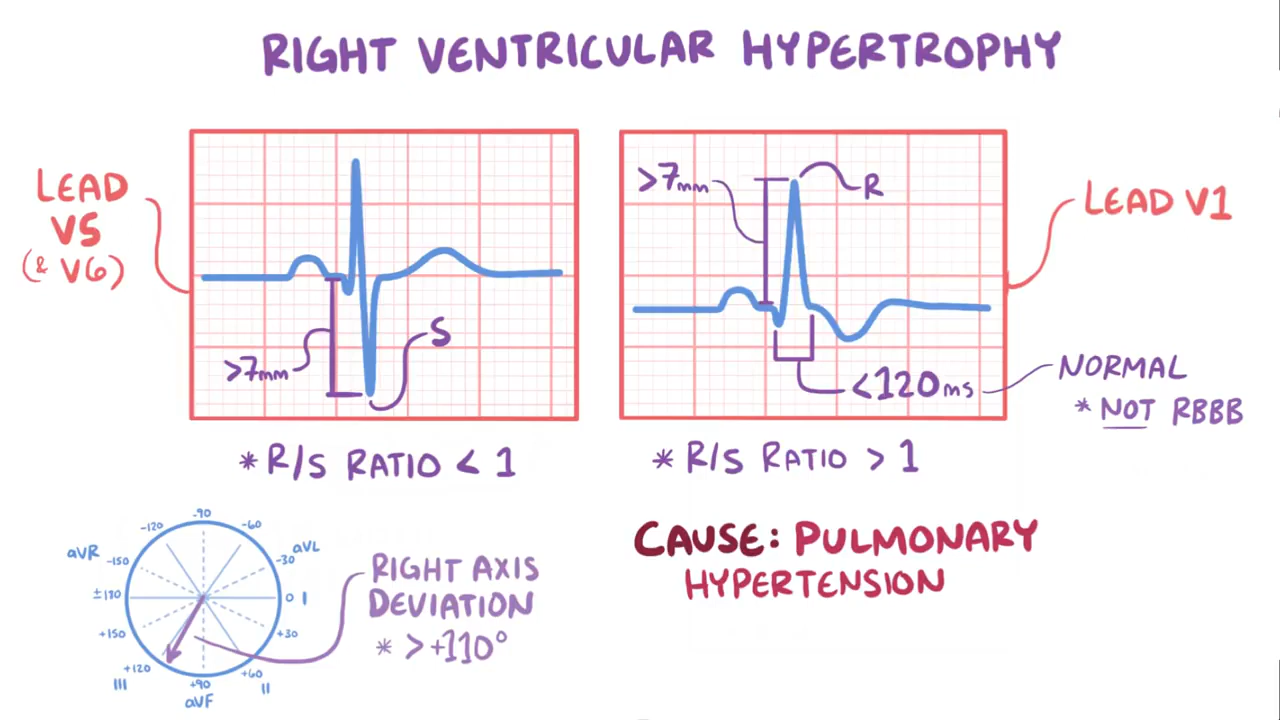 RIGHT VENTRICULAR HYPERTROPHY
LEAD
V5
(& V6)
>7mm
S
* R/S RATIO < 1
>7mm
R
LEAD V1
<120ms
NORMAL
* NOT RBBB
* R/S RATIO > 1
-90
-120
-60
aVR
-150
-30
aVL
±180
0
I
+150
+30
+120
III
+90
aVF
+60
II
RIGHT AXIS
DEVIATION
* >+110°
CAUSE: PULMONARY
HYPERTENSION